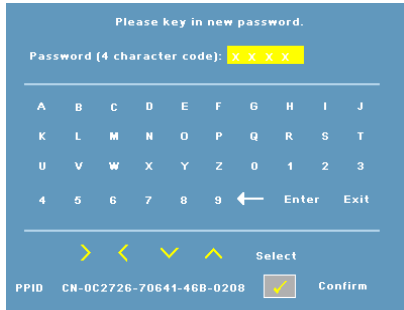 Please key in new password.
Password (4 character code): x x x x
A B C D E F G H I J
K L M N O P Q R S T
U V W X Y Z 0 1 2 3
4 5 6 7 8 9 ← Enter Exit
Select
PPID CN-0C2726-70641-46B-0208 ✓ Confirm